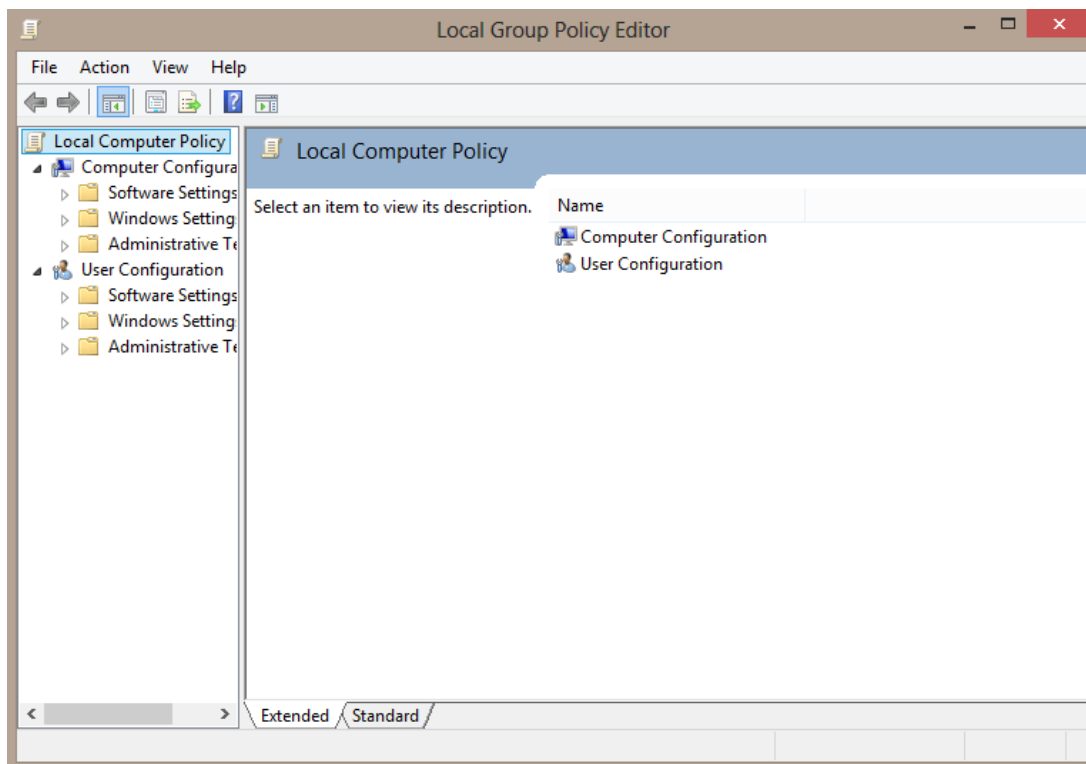 Local Group Policy Editor
File Action View Help
Local Computer Policy
Computer Configura
Software Settings
Windows Setting
Administrative Te
User Configuration
Software Settings
Windows Setting
Administrative Te
Local Computer Policy
Select an item to view its description.
Name
Computer Configuration
User Configuration
Extended Standard